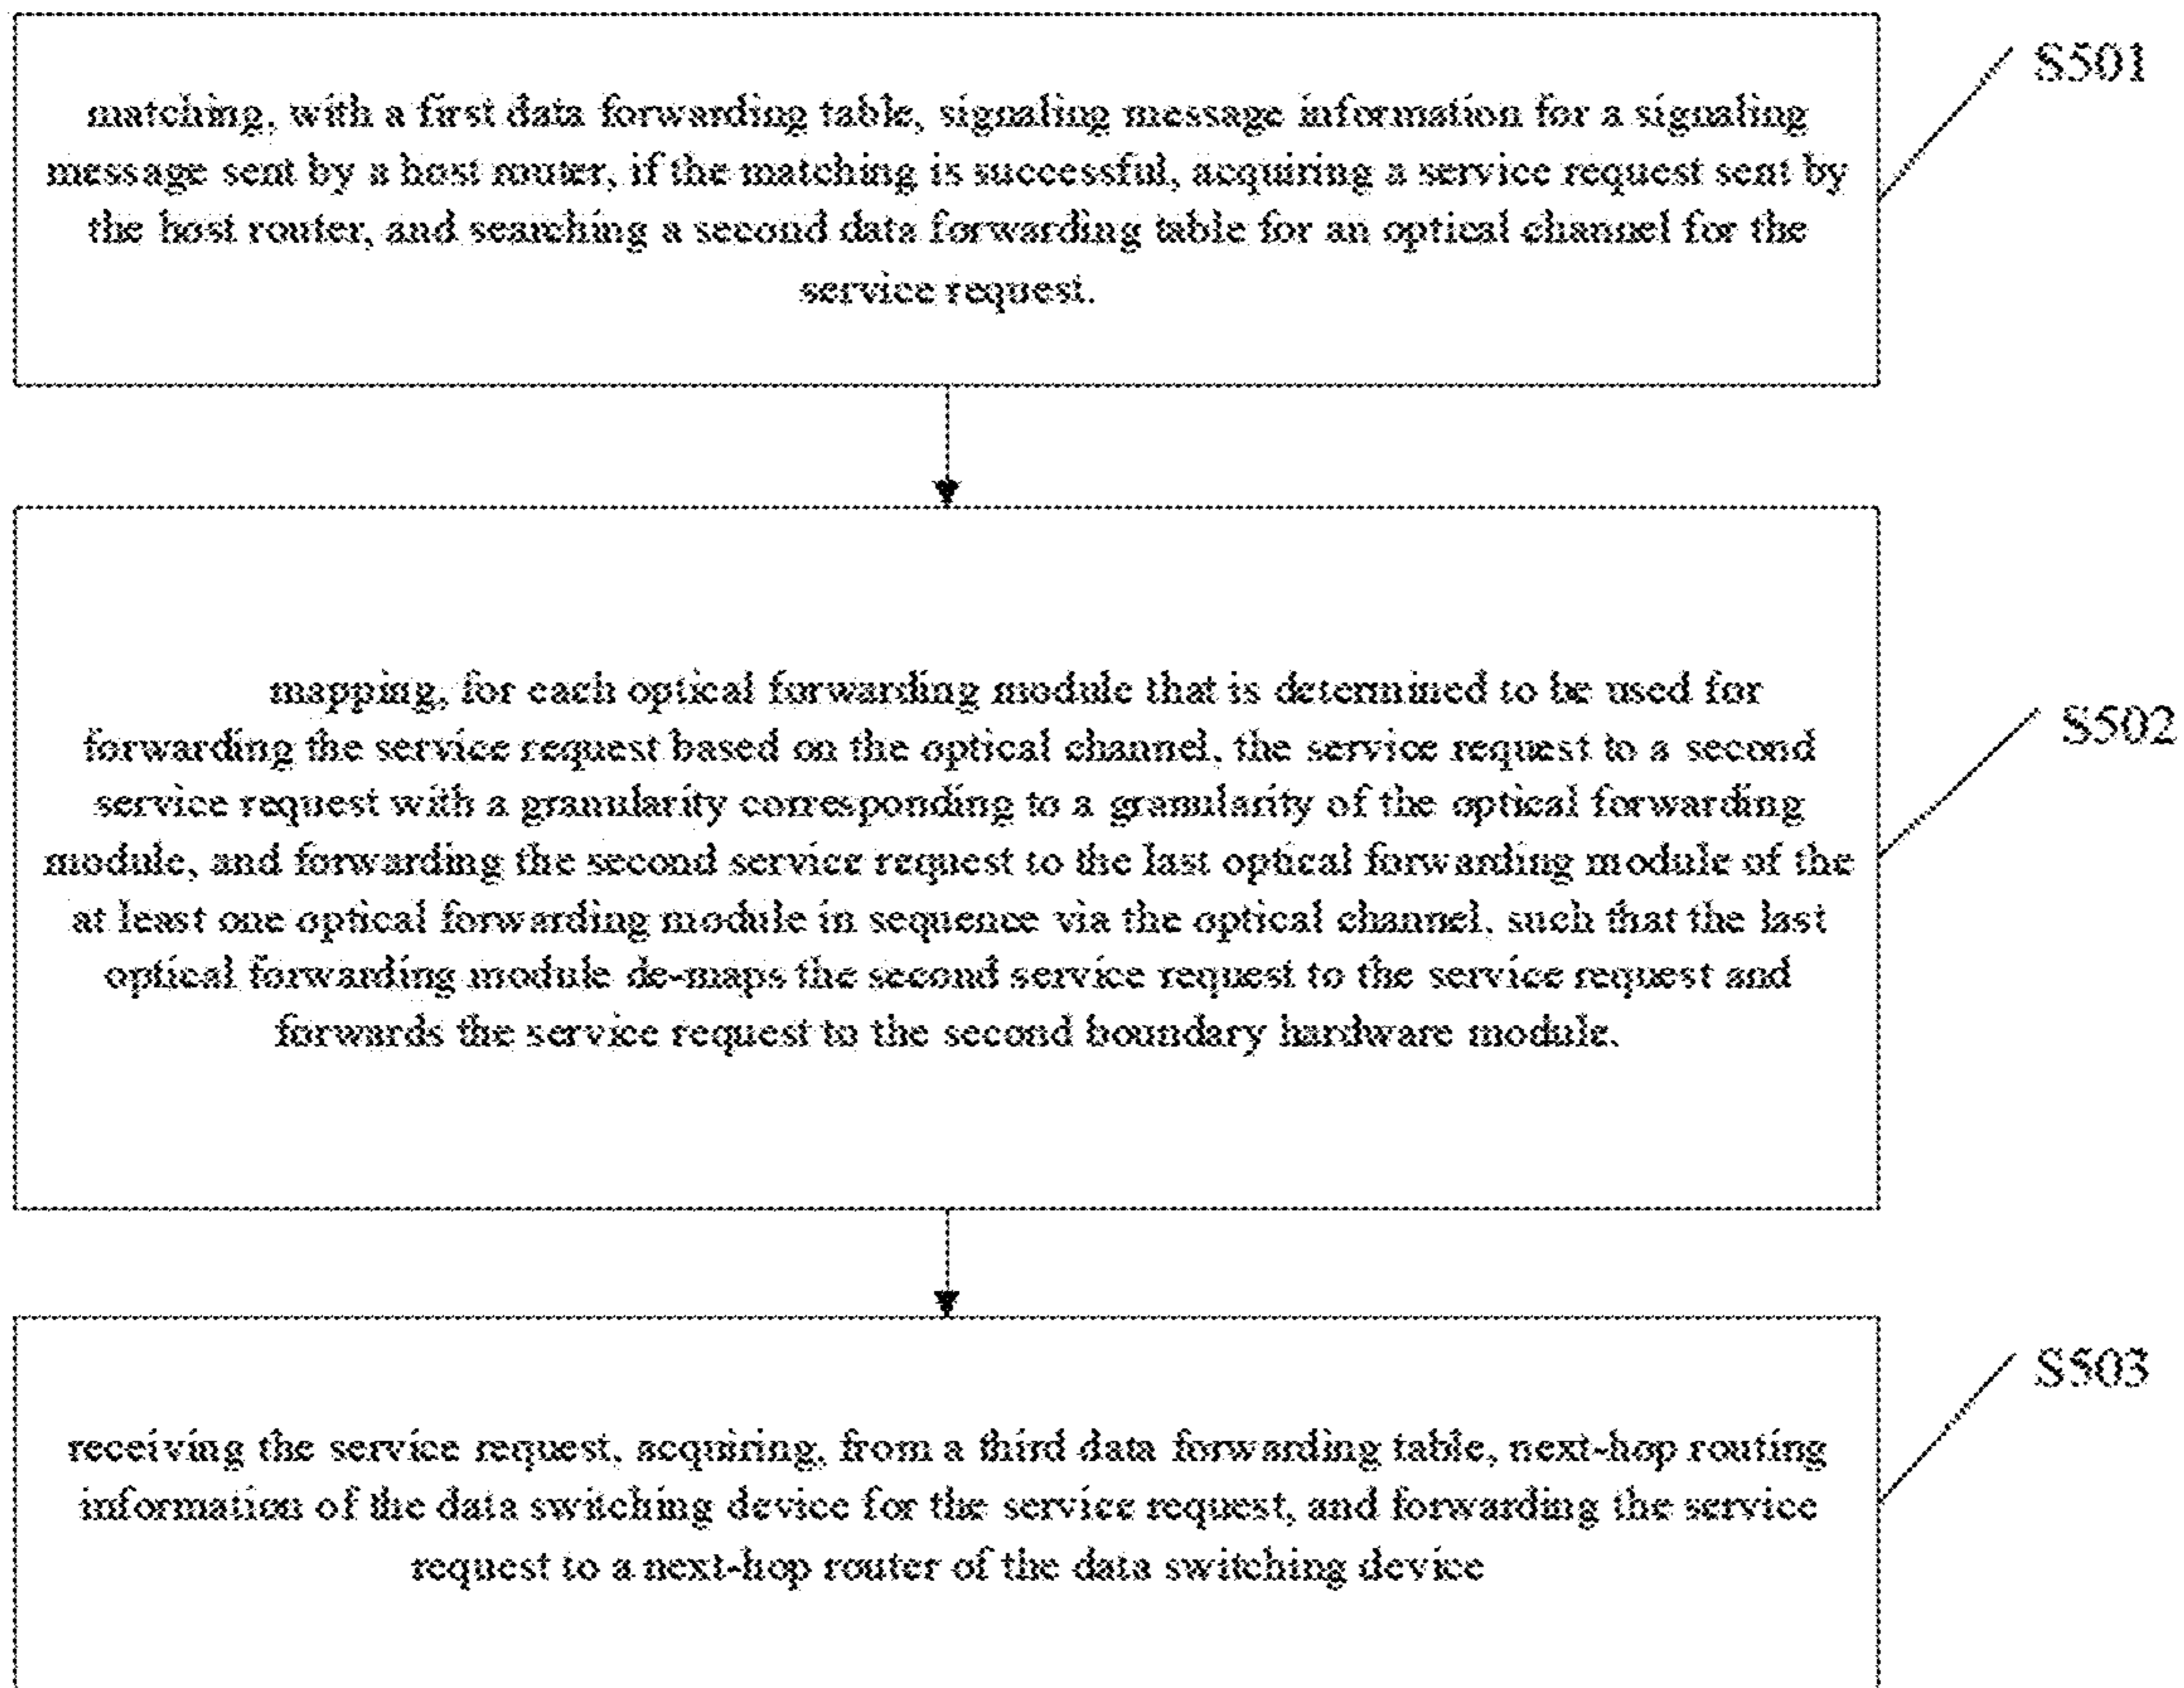 matching, with a first data forwarding table, signaling message information for a signaling
message sent by a host router, if the matching is successful, acquiring a service request sent by
the host router, and searching a second data forwarding table for an optical channel for the
service request.
S501
mapping, for each optical forwarding module that is determined to be used for
forwarding the service request based on the optical channel, the service request to a second
service request with a granularity corresponding to a granularity of the optical forwarding
module, and forwarding the second service request to the last optical forwarding module of the
at least one optical forwarding module in sequence via the optical channel, such that the last
optical forwarding module de-maps the second service request to the service request and
forwards the service request to the second boundary hardware module.
S502
receiving the service request, acquiring, from a third data forwarding table, next-hop routing
information of the data switching device for the service request, and forwarding the service
request to a next-hop router of the data switching device
S503